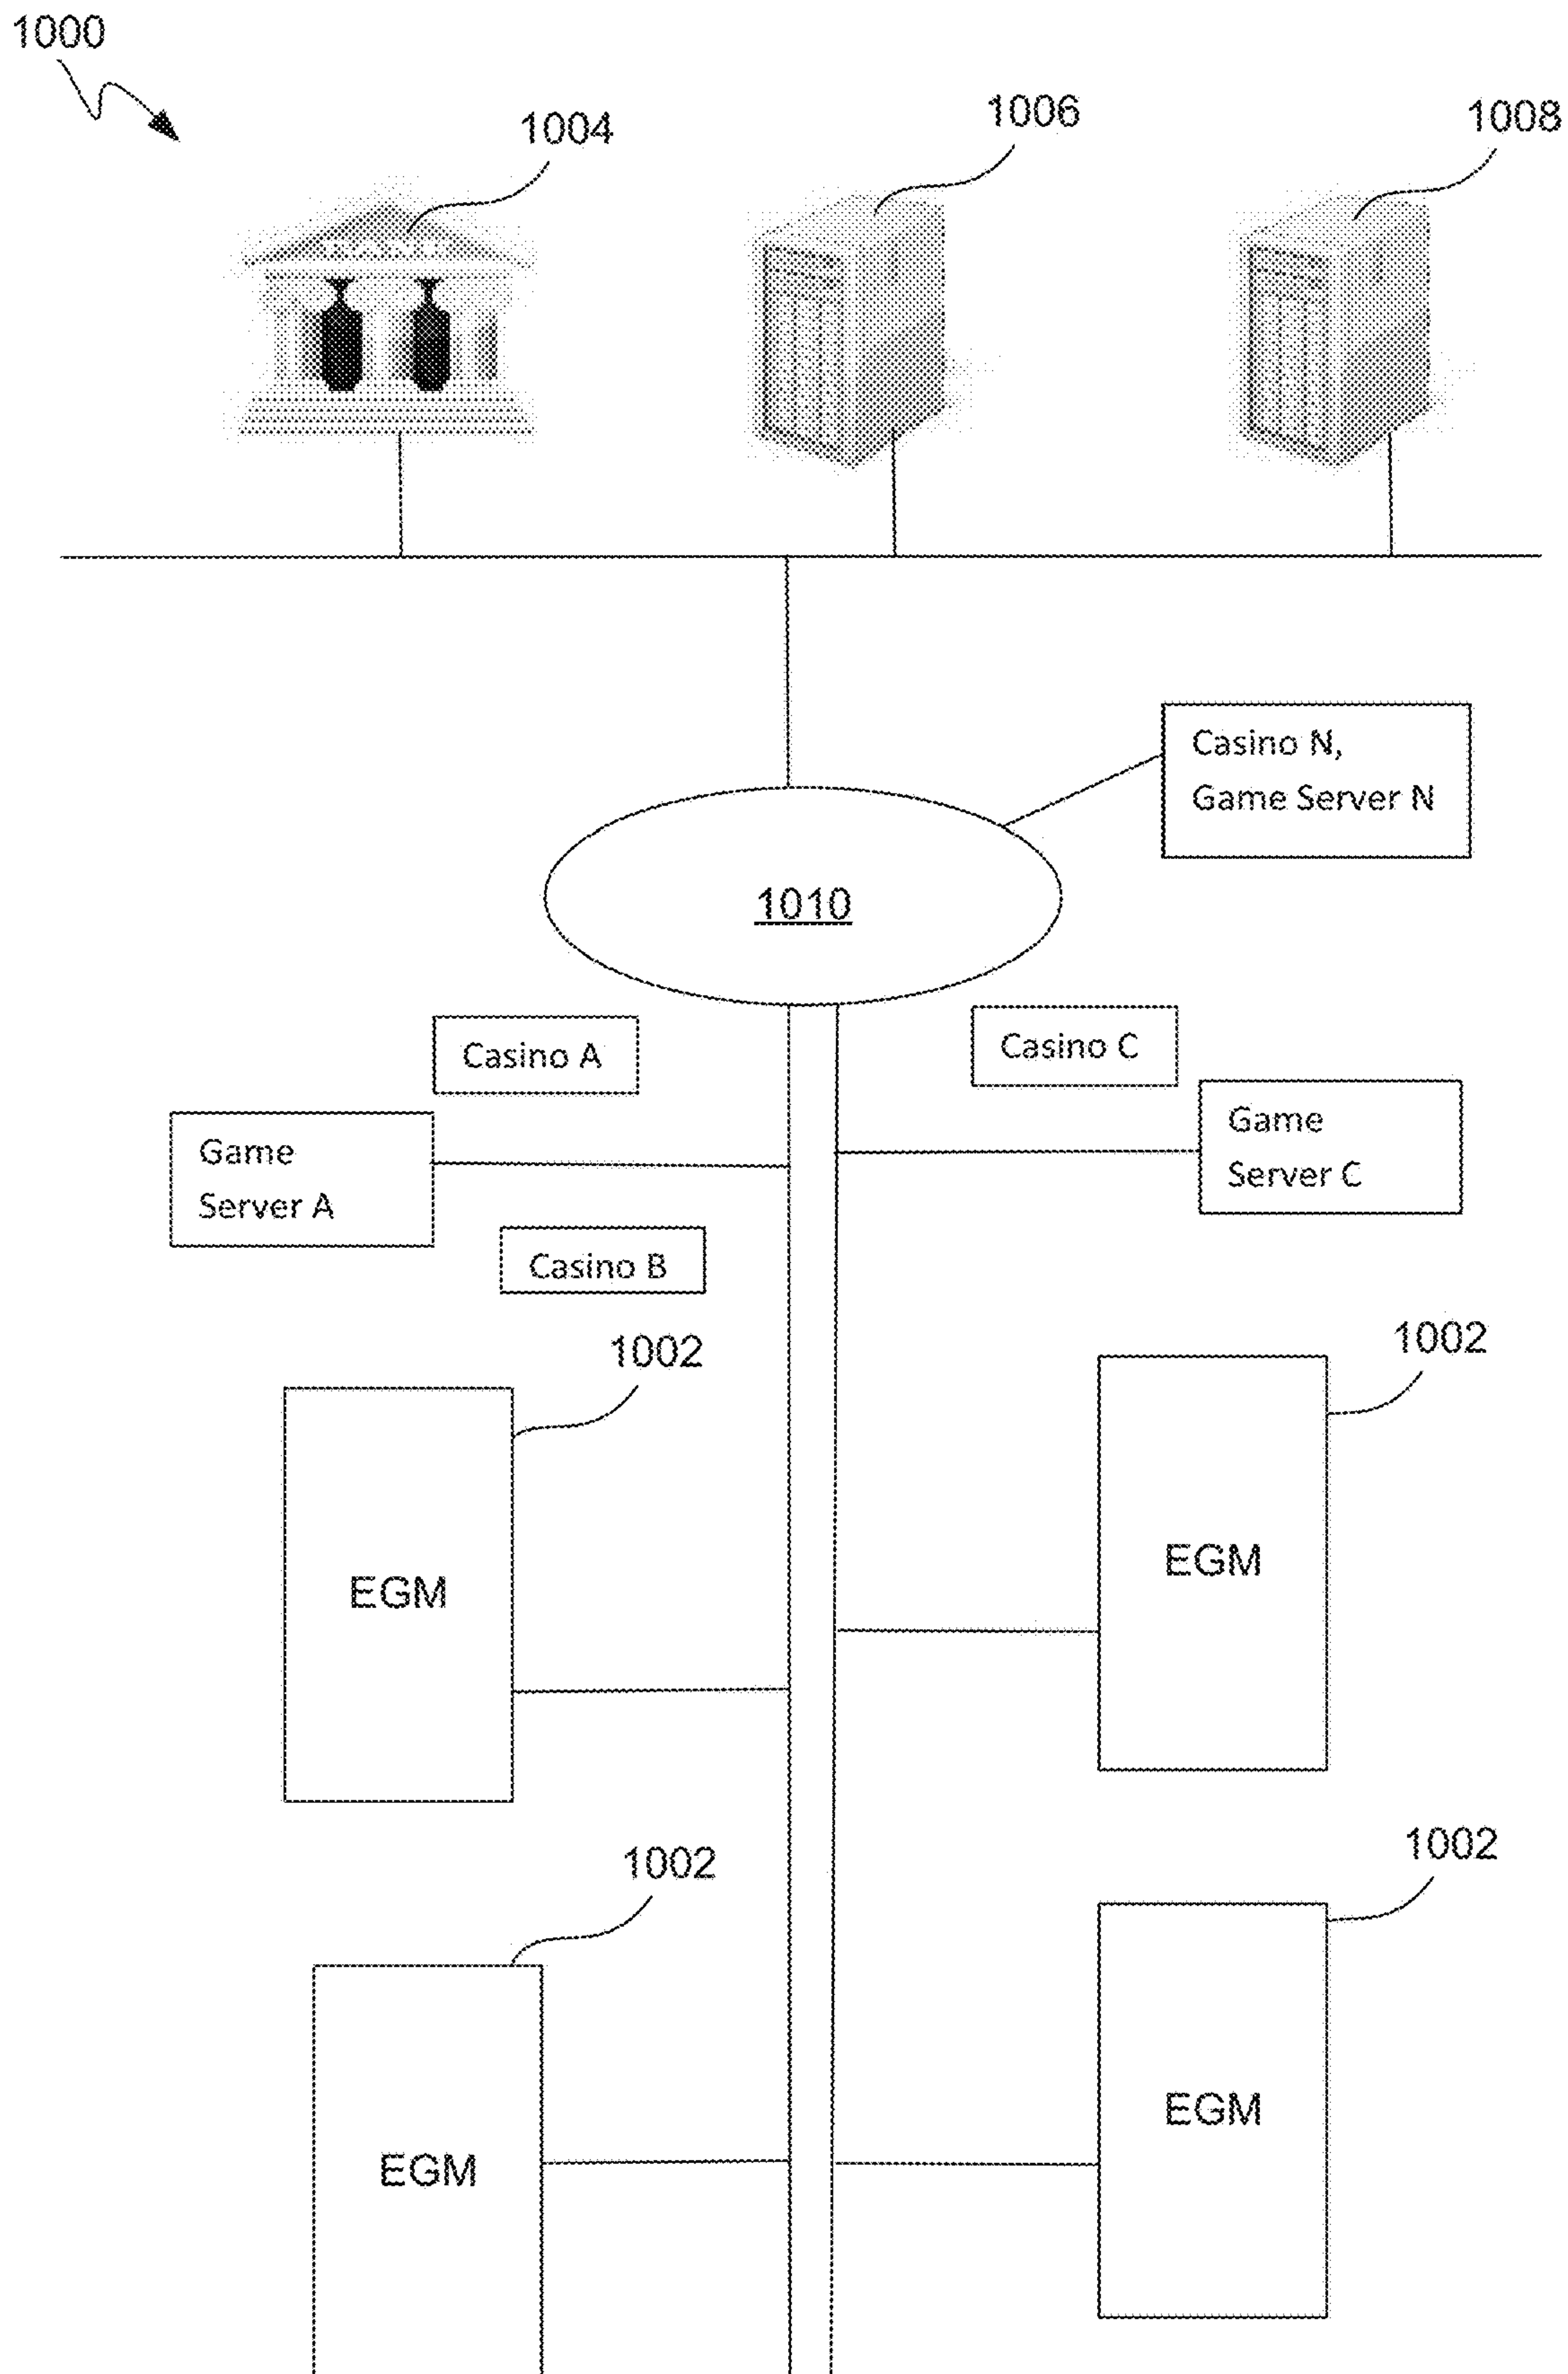 1000
1004
1006
1008
Casino N,
Game Server N
1010
Casino A
Casino C
Game
Server A
Game
Server C
Casino B
1002
1002
EGM
EGM
1002
1002
EGM
EGM